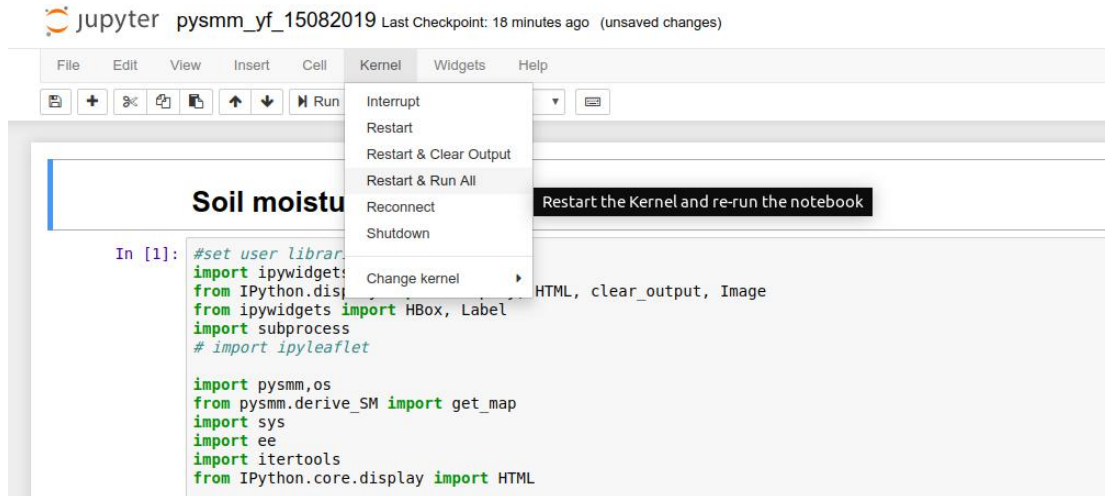 jupyter pysmm_yf_15082019 Last Checkpoint: 18 minutes ago (unsaved changes)
File Edit View Insert Cell Kernel Widgets Help
Run
Interrupt
Restart
Restart & Clear Output
Restart & Run All
Restart the Kernel and re-run the notebook
Reconnect
Shutdown
Change kernel
Soil moistu
In [1]: #set user librar
import ipywidgets
from IPython.dis HTML, clear_output, Image
from ipywidgets import HBox, Label
import subprocess
# import ipyleaflet
import pysmm,os
from pysmm.derive_SM import get_map
import sys
import ee
import itertools
from IPython.core.display import HTML